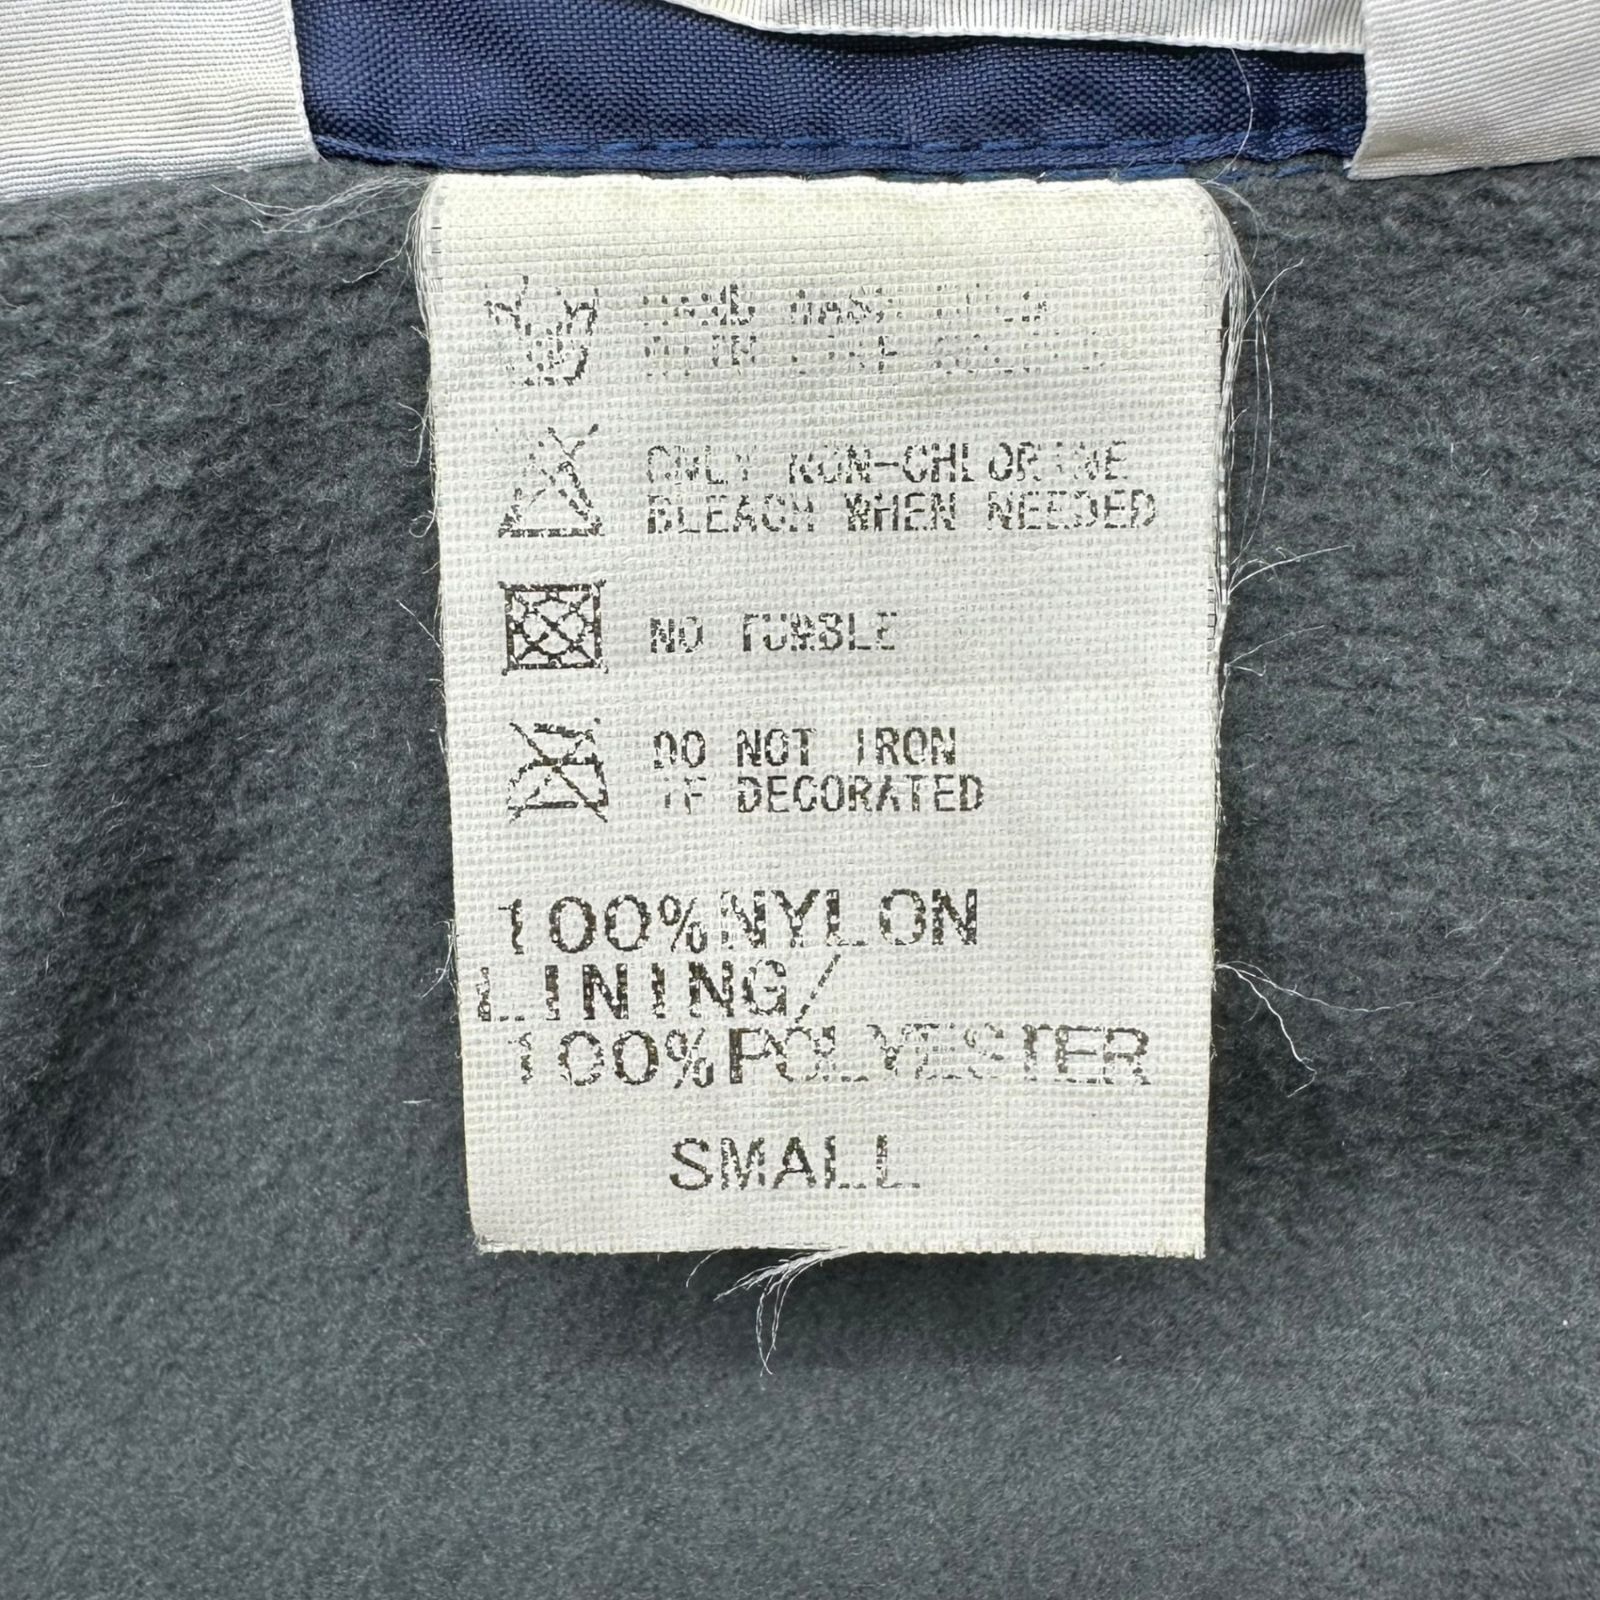 ONLY NON-CHLORINE
BLEACH WHEN NEEDED
NO TUMBLE
DO NOT IRON
IF DECORATED
100%NYLON
LINING/
100%POLYESTER
SMALL